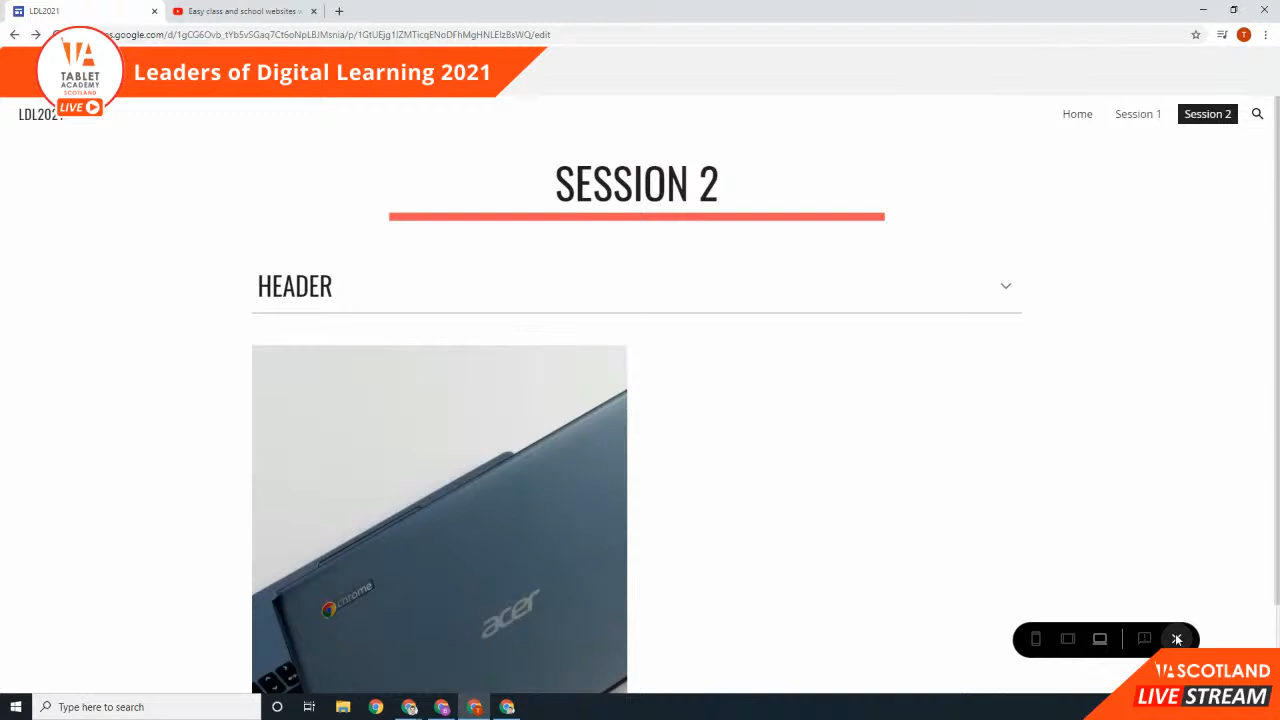 LDL2021
Easy class and school websites w
s.google.com/d/1gCG6Ovb_tYb5vSGaq7Ct6oNpLBJMsnia/p/1GtUEjg1IZMTicqENoDFhMgHNLElzBsWQ/edit
T
TABLET
ACADEMY
SCOTLAND
LIVE
Leaders of Digital Learning 2021
LDL2021
Home
Session 1
Session 2
SESSION 2
HEADER
chrome
acer
Type here to search
SCOTLAND
LIVE STREAM